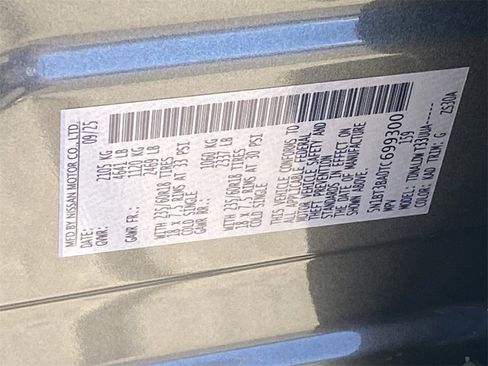 MFD BY NISSAN MOTOR CO., LTD.
DATE: 09/25
GVWR: 2105 KG
4641 LB
GAWR FR: 1120 KG
2469 LB
WITH 235/60R18 TIRES
18 X 7.5 RIMS AT 33 PSI
COLD SINGLE
GAWR RR: 1060 KG
2337 LB
WITH 235/60R18 TIRES
18 X 7.5 RIMS AT 30 PSI
COLD SINGLE
THIS VEHICLE CONFORMS TO
ALL APPLICABLE FEDERAL
MOTOR VEHICLE SAFETY AND
THEFT PREVENTION
STANDARDS IN EFFECT ON
THE DATE OF MANUFACTURE
SHOWN ABOVE.
5N1BT3BA0TC699300
MPV 159
MODEL:
COLOR: KAD TRIM: G Z530A